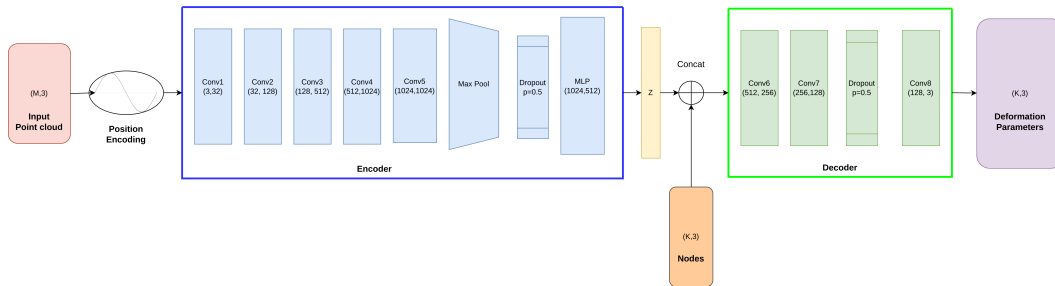 (M,3)
Input
Point cloud
Position
Encoding
Conv1
(3,32)
Conv2
(32, 128)
Conv3
(128, 512)
Conv4
(512,1024)
Conv5
(1024,1024)
Max Pool
Dropout
p=0.5
MLP
(1024,512)
Encoder
Z
Concat
(K,3)
Nodes
Conv6
(512, 256)
Conv7
(256,128)
Dropout
p=0.5
Conv8
(128, 3)
Decoder
(K,3)
Deformation
Parameters